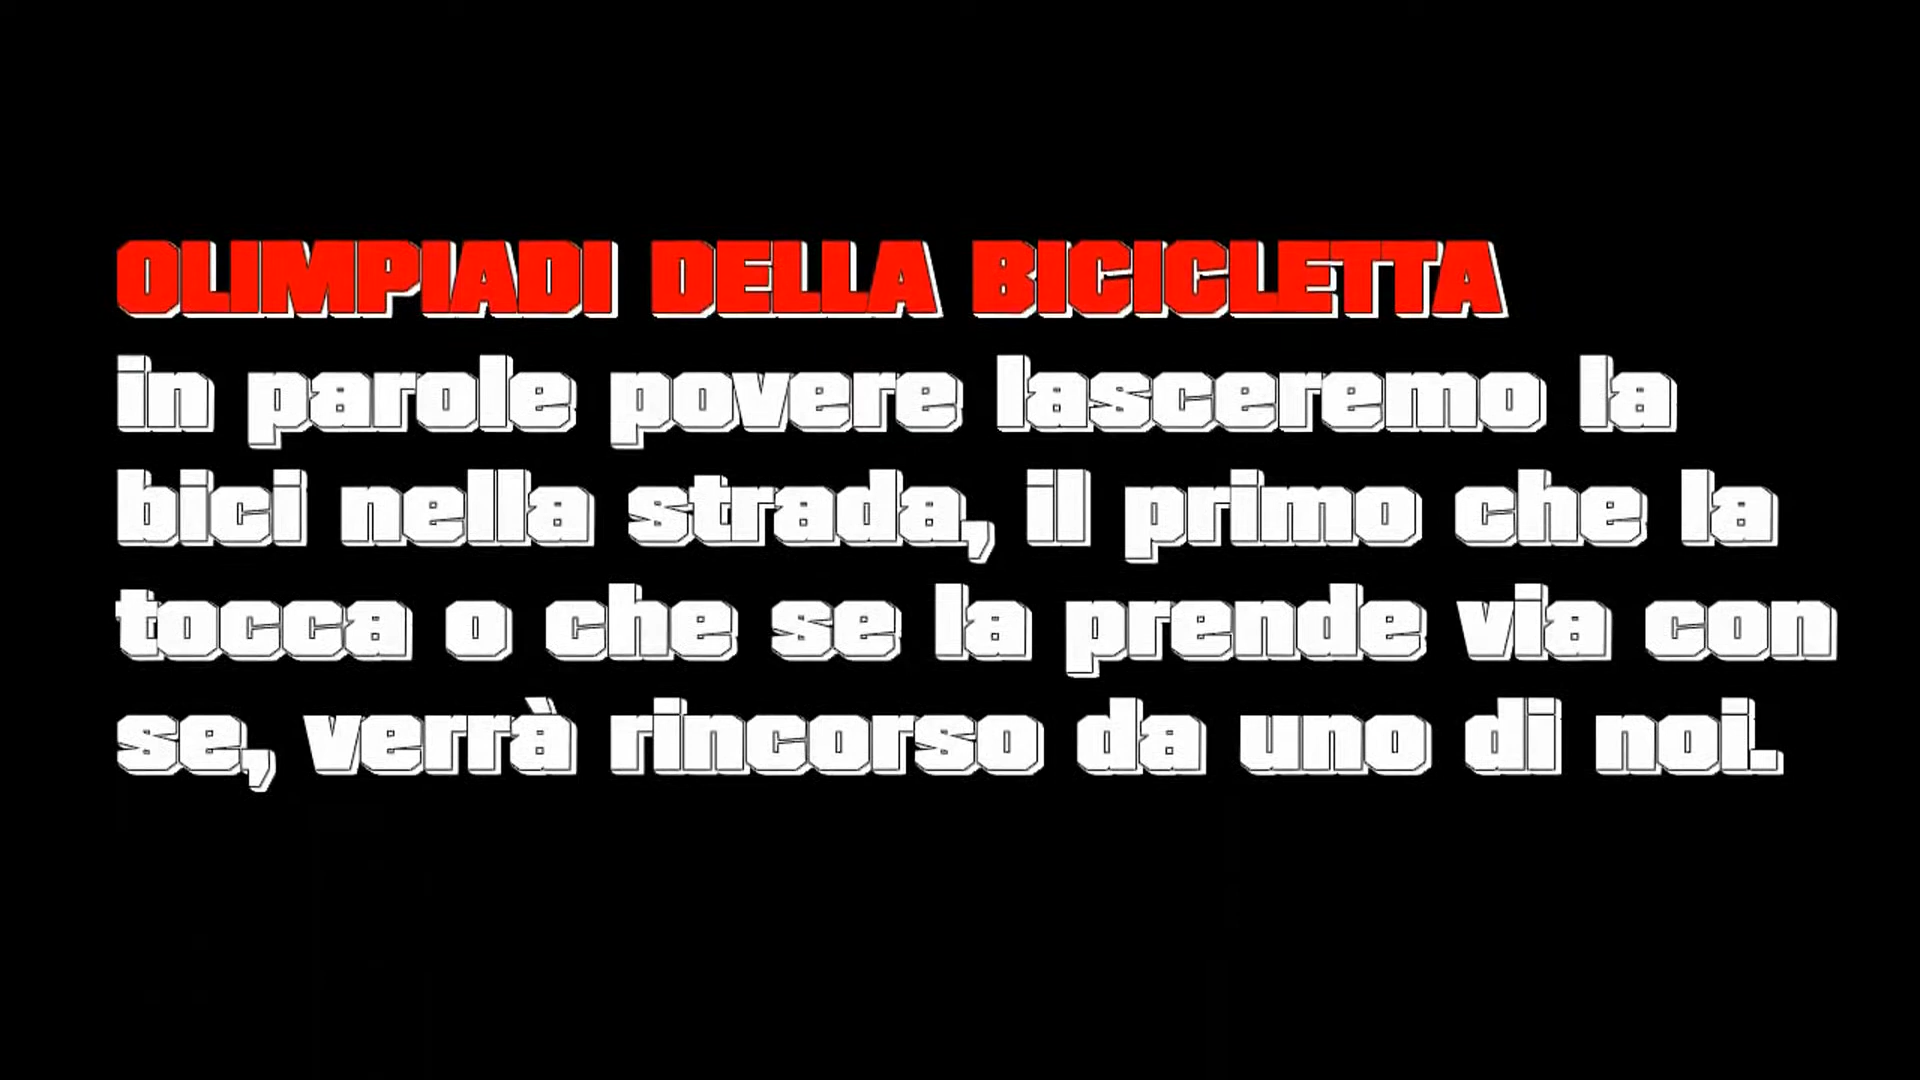 OLIMPIADI DELLA BICICLETTA
in parole povere lasceremo la
bici nella strada, il primo che la
tocca o che se la prende via con
se, verrà rincorso da uno di noi.